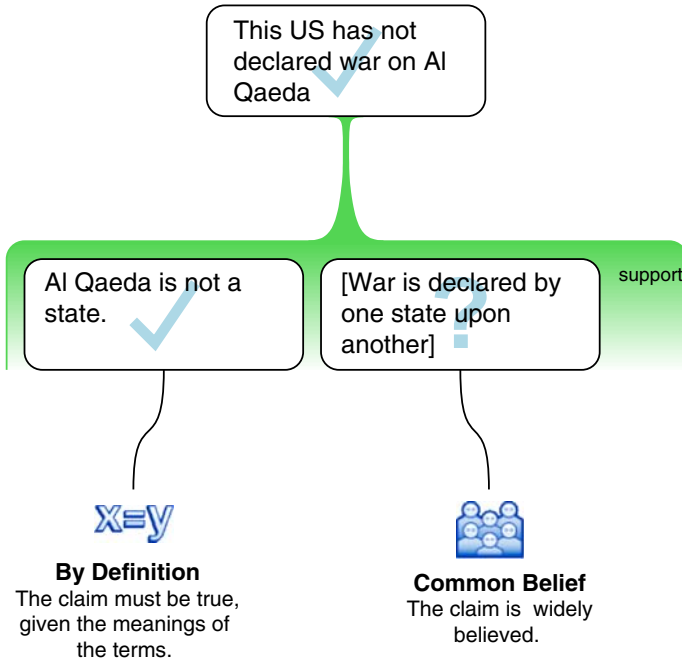 This US has not
declared war on Al
Qaeda
support
Al Qaeda is not a
state.
[War is declared by
one state upon
another]
?
x=y
By Definition
The claim must be true,
given the meanings of
the terms.
Common Belief
The claim is widely
believed.